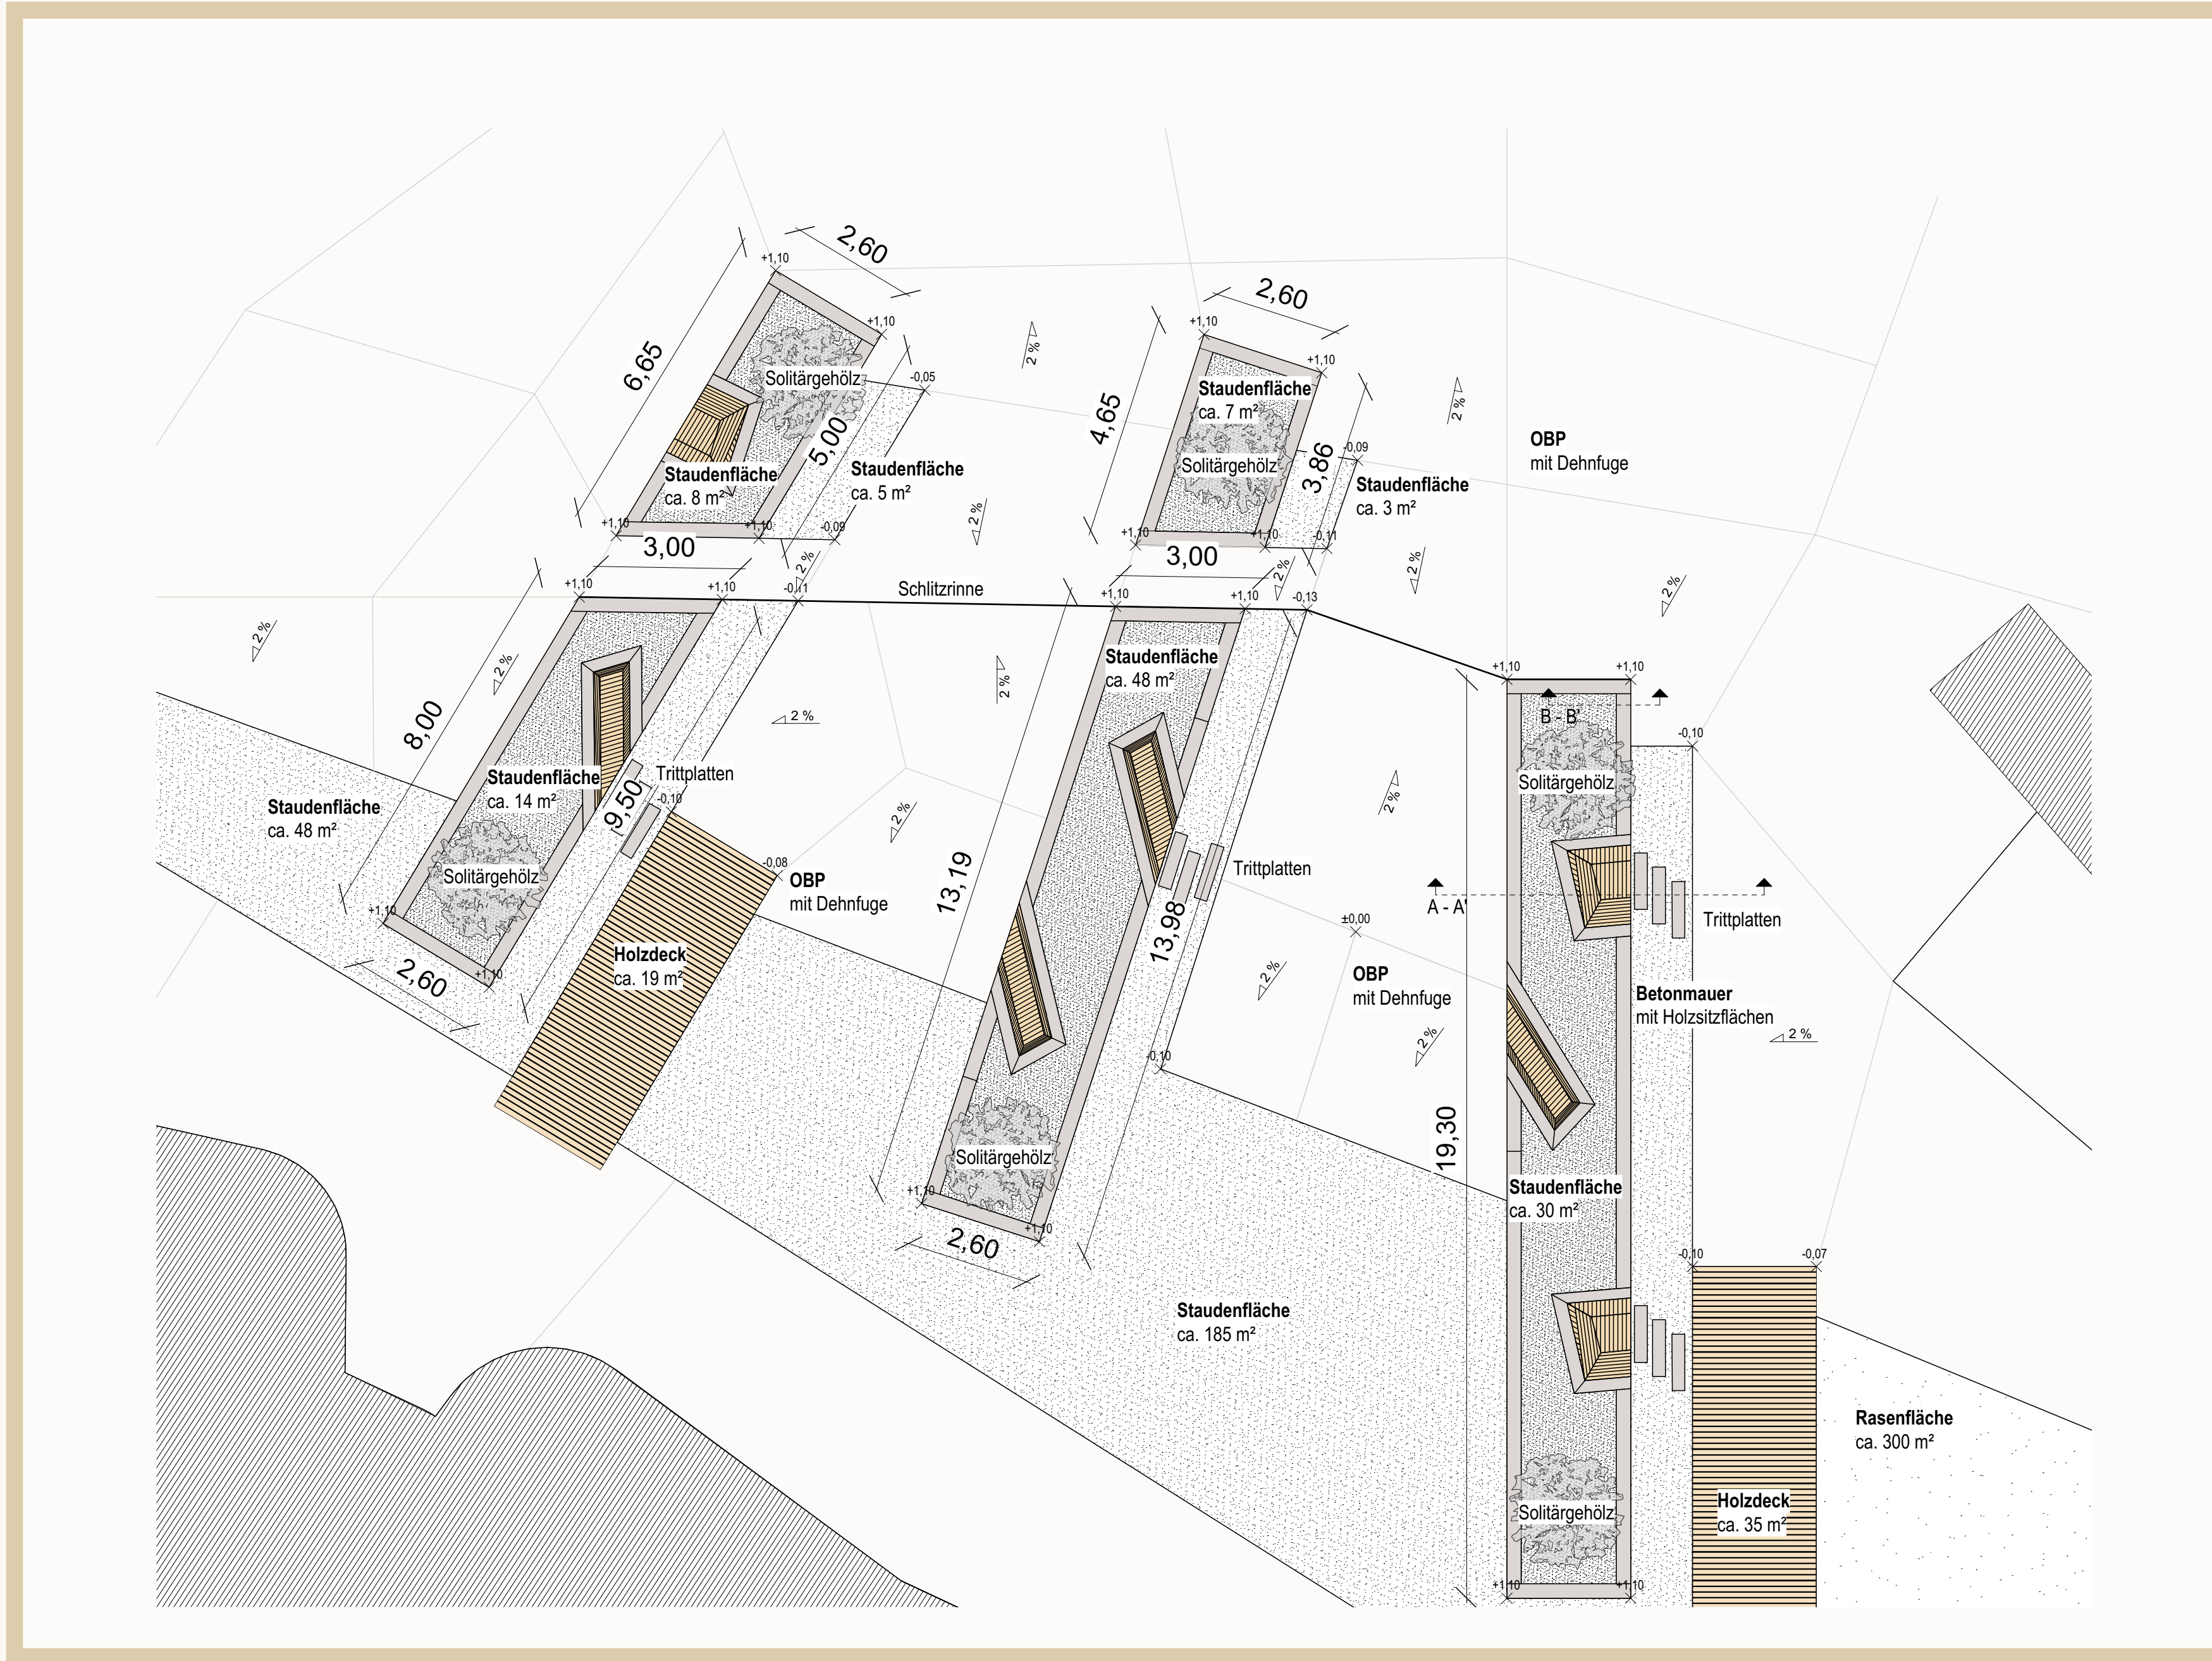 2,60
+1,10
+1,10
6,65
Solitärgehölz
-0,05
5,00
Staudenfläche
ca. 8 m²
Staudenfläche
ca. 5 m²
+1,10
+1,10
-0,09
3,00
2 %
2 %
2 %
2,60
+1,10
+1,10
4,65
Staudenfläche
ca. 7 m²
Solitärgehölz
3,86
-0,09
Staudenfläche
ca. 3 m²
+1,10
+1,10
-0,11
3,00
2 %
2 %
2 %
OBP
mit Dehnfuge
2 %
+1,10
+1,10
-0,11
Schlitzrinne
+1,10
+1,10
-0,13
2 %
2 %
8,00
Staudenfläche
ca. 48 m²
Staudenfläche
ca. 14 m²
Trittplatten
-0,10
9,50
Solitärgehölz
+1,10
+1,10
2,60
2 %
2 %
2 %
-0,08
OBP
mit Dehnfuge
Holzdeck
ca. 19 m²
Staudenfläche
ca. 48 m²
13,19
13,98
Trittplatten
2 %
±0,00
2 %
OBP
mit Dehnfuge
2 %
-0,10
Solitärgehölz
+1,10
+1,10
2,60
Staudenfläche
ca. 185 m²
+1,10
+1,10
B - B'
-0,10
Solitärgehölz
A - A'
Trittplatten
Betonmauer
mit Holzsitzflächen
2 %
19,30
Staudenfläche
ca. 30 m²
-0,10
-0,07
Rasenfläche
ca. 300 m²
Holzdeck
ca. 35 m²
Solitärgehölz
+1,10
+1,10